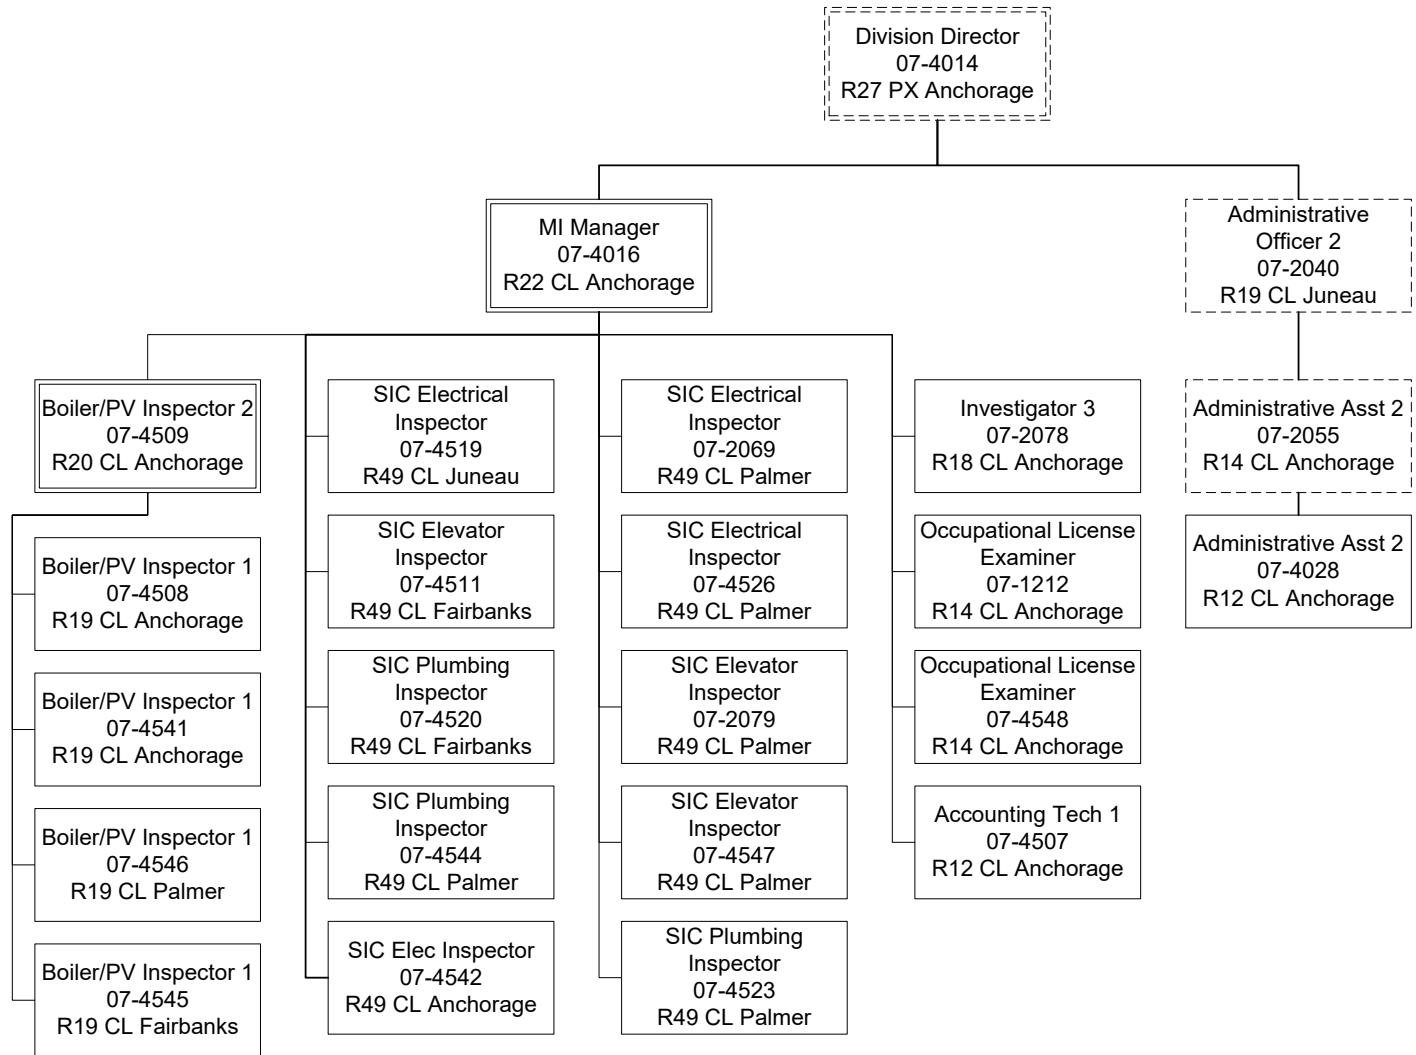 Division Director
07-4014
R27 PX Anchorage
MI Manager
07-4016
R22 CL Anchorage
Administrative
Officer 2
07-2040
R19 CL Juneau
Boiler/PV Inspector 2
07-4509
R20 CL Anchorage
SIC Electrical
Inspector
07-4519
R49 CL Juneau
SIC Electrical
Inspector
07-2069
R49 CL Palmer
Investigator 3
07-2078
R18 CL Anchorage
Administrative Asst 2
07-2055
R14 CL Anchorage
Boiler/PV Inspector 1
07-4508
R19 CL Anchorage
SIC Elevator
Inspector
07-4511
R49 CL Fairbanks
SIC Electrical
Inspector
07-4526
R49 CL Palmer
Occupational License
Examiner
07-1212
R14 CL Anchorage
Administrative Asst 2
07-4028
R12 CL Anchorage
Boiler/PV Inspector 1
07-4541
R19 CL Anchorage
SIC Plumbing
Inspector
07-4520
R49 CL Fairbanks
SIC Elevator
Inspector
07-2079
R49 CL Palmer
Occupational License
Examiner
07-4548
R14 CL Anchorage
Boiler/PV Inspector 1
07-4546
R19 CL Palmer
SIC Plumbing
Inspector
07-4544
R49 CL Palmer
SIC Elevator
Inspector
07-4547
R49 CL Palmer
Accounting Tech 1
07-4507
R12 CL Anchorage
Boiler/PV Inspector 1
07-4545
R19 CL Fairbanks
SIC Elec Inspector
07-4542
R49 CL Anchorage
SIC Plumbing
Inspector
07-4523
R49 CL Palmer